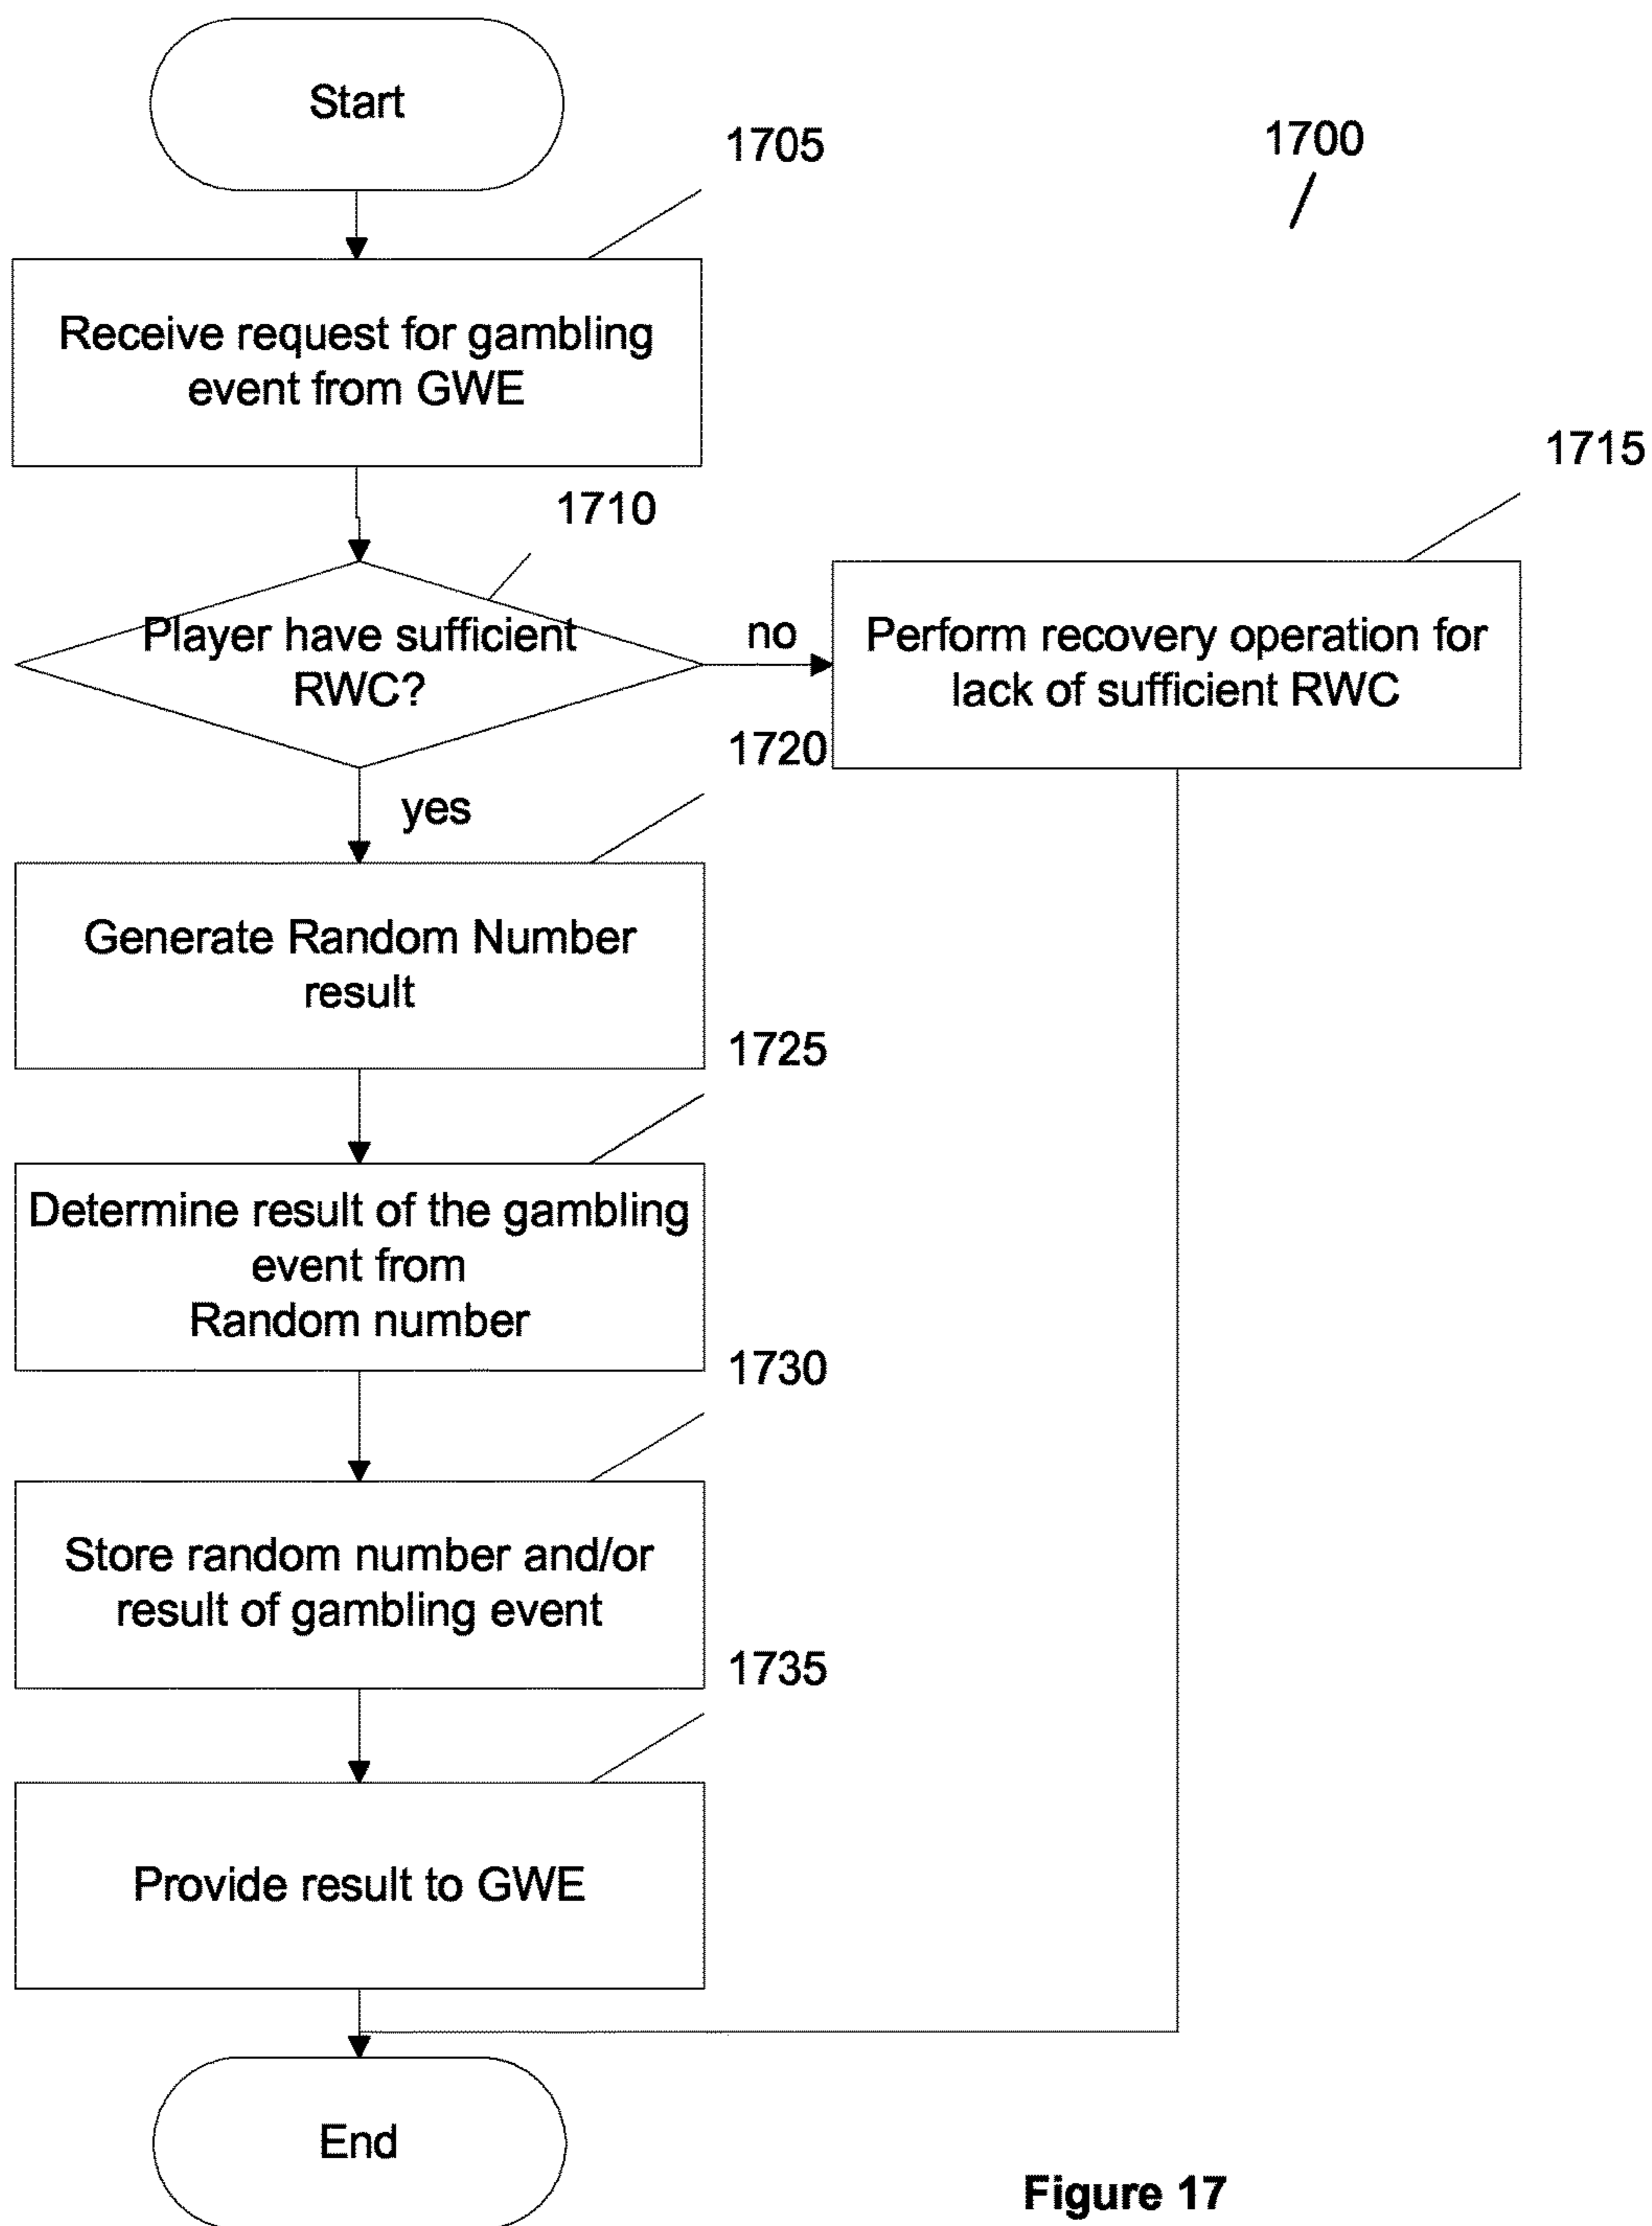 Start
1705
1700
Receive request for gambling
event from GWE
1710
1715
Player have sufficient
RWC?
no
Perform recovery operation for
lack of sufficient RWC
1720
yes
Generate Random Number
result
1725
Determine result of the gambling
event from
Random number
1730
Store random number and/or
result of gambling event
1735
Provide result to GWE
End
Figure 17